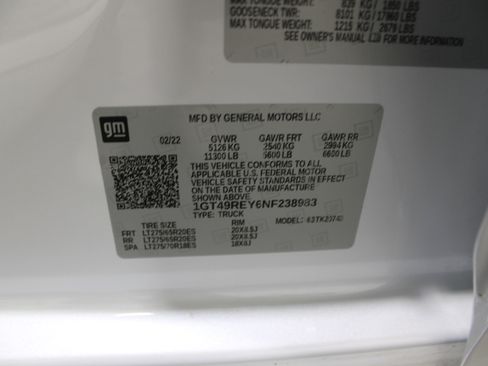 MAX TONGUE WEIGHT: 839 KG / 1850 LBS
GOOSENECK TWR: 8101 KG / 17860 LBS
MAX TONGUE WEIGHT: 1215 KG / 2679 LBS
SEE OWNER'S MANUAL FOR MORE INFORMATION
gm
MFD BY GENERAL MOTORS LLC
02/22 GVWR GAWR FRT GAWR RR
5126 KG 2540 KG 2994 KG
11300 LB 5600 LB 6600 LB
THIS VEHICLE CONFORMS TO ALL
APPLICABLE U.S. FEDERAL MOTOR
VEHICLE SAFETY STANDARDS IN EFFECT
ON THE DATE OF MANUFACTURE
SHOWN ABOVE.
1GT49REY6NF238983
TYPE: TRUCK MODEL:
TIRE SIZE RIM
FRT LT275/65R20ES 20X8.5J
RR LT275/65R20ES 20X8.5J
SPA LT275/70R18ES 18X8J